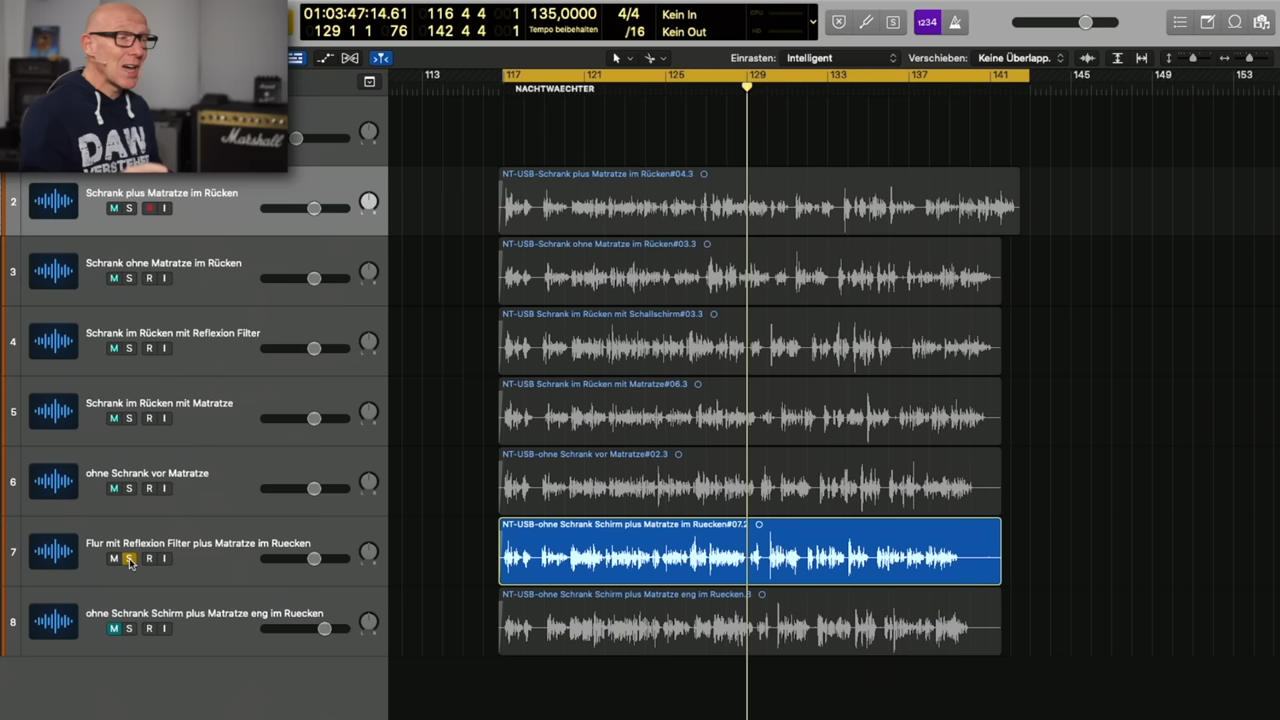 01:03:47:14.61 116 4 4 001 135,0000 4/4 Kein In
129 1 1 76 142 4 4 001 Tempo beibehalten /16 Kein Out
CPU
HD
S 1234
Einrasten: Intelligent Verschieben: Keine Überlapp.
113 117 121 125 129 133 137 141 145 149 153
NACHTWAECHTER
DAW
VERSTEHER
Marshall
2 Schrank plus Matratze im Rücken
M S R I
NT-USB-Schrank plus Matratze im Rücken#04.3
3 Schrank ohne Matratze im Rücken
M S R I
NT-USB-Schrank ohne Matratze im Rücken#03.3
4 Schrank im Rücken mit Reflexion Filter
M S R I
NT-USB Schrank im Rücken mit Schallschirm#03.3
5 Schrank im Rücken mit Matratze
M S R I
NT-USB Schrank im Rücken mit Matratze#06.3
6 ohne Schrank vor Matratze
M S R I
NT-USB-ohne Schrank vor Matratze#02.3
7 Flur mit Reflexion Filter plus Matratze im Ruecken
M S R I
NT-USB-ohne Schrank Schirm plus Matratze im Ruecken#07.2
8 ohne Schrank Schirm plus Matratze eng im Ruecken
M S R I
NT-USB-ohne Schrank Schirm plus Matratze eng im Ruecken.3